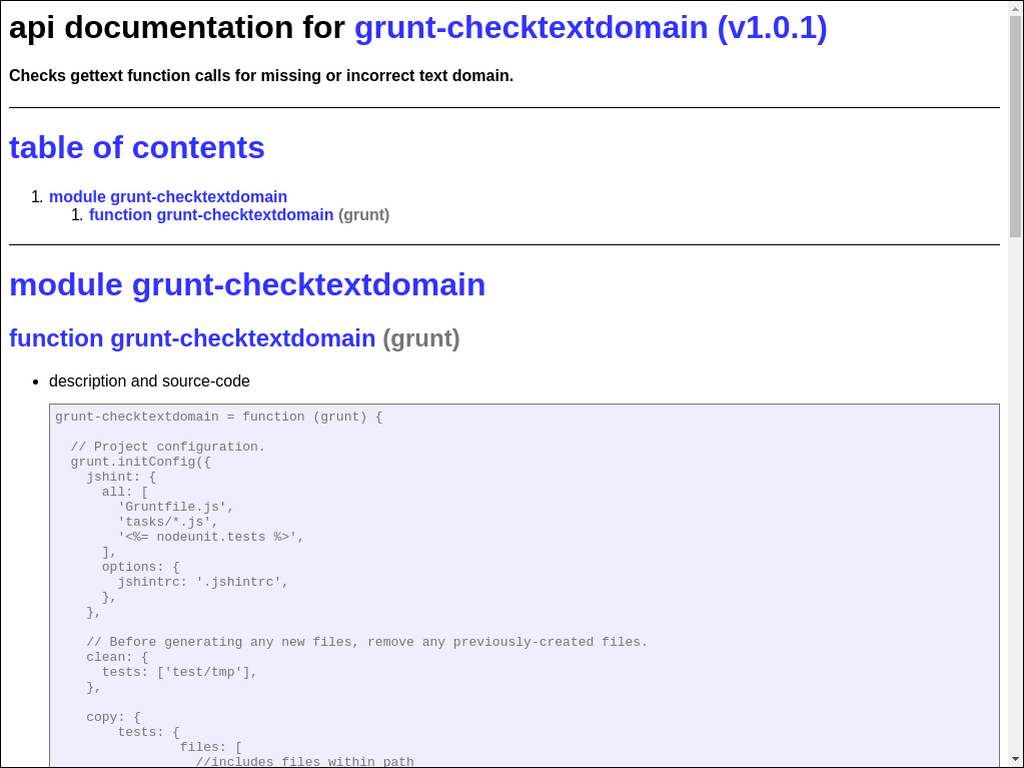 api documentation for grunt-checktextdomain (v1.0.1)
Checks gettext function calls for missing or incorrect text domain.
table of contents
1. module grunt-checktextdomain
1. function grunt-checktextdomain (grunt)
module grunt-checktextdomain
function grunt-checktextdomain (grunt)
• description and source-code
grunt-checktextdomain = function (grunt) {
  // Project configuration.
  grunt.initConfig({
    jshint: {
      all: [
        'Gruntfile.js',
        'tasks/*.js',
        '<%= nodeunit.tests %>',
      ],
      options: {
        jshintrc: '.jshintrc',
      },
    },
    // Before generating any new files, remove any previously-created files.
    clean: {
      tests: ['test/tmp'],
    },
    copy: {
        tests: {
                files: [
                  //includes files within path